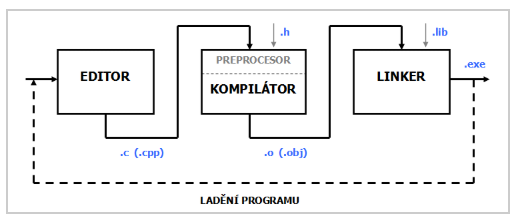 .h
.lib
PREPROCESOR
EDITOR
KOMPILÁTOR
LINKER
.exe
.c (.cpp)
.o (.obj)
LADĚNÍ PROGRAMU